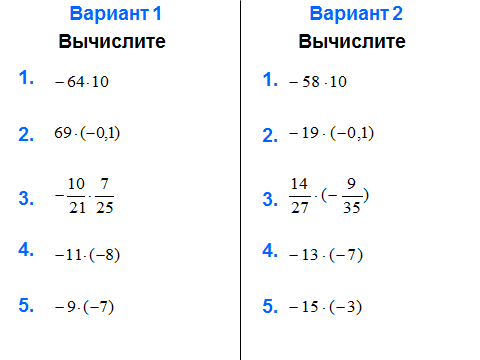 Вариант 1
Вычислите
1. −64·10
2. 69·(−0,1)
3. −10/21 · 7/25
4. −11·(−8)
5. −9·(−7)
Вариант 2
Вычислите
1. −58·10
2. −19·(−0,1)
3. 14/27 · (−9/35)
4. −13·(−7)
5. −15·(−3)